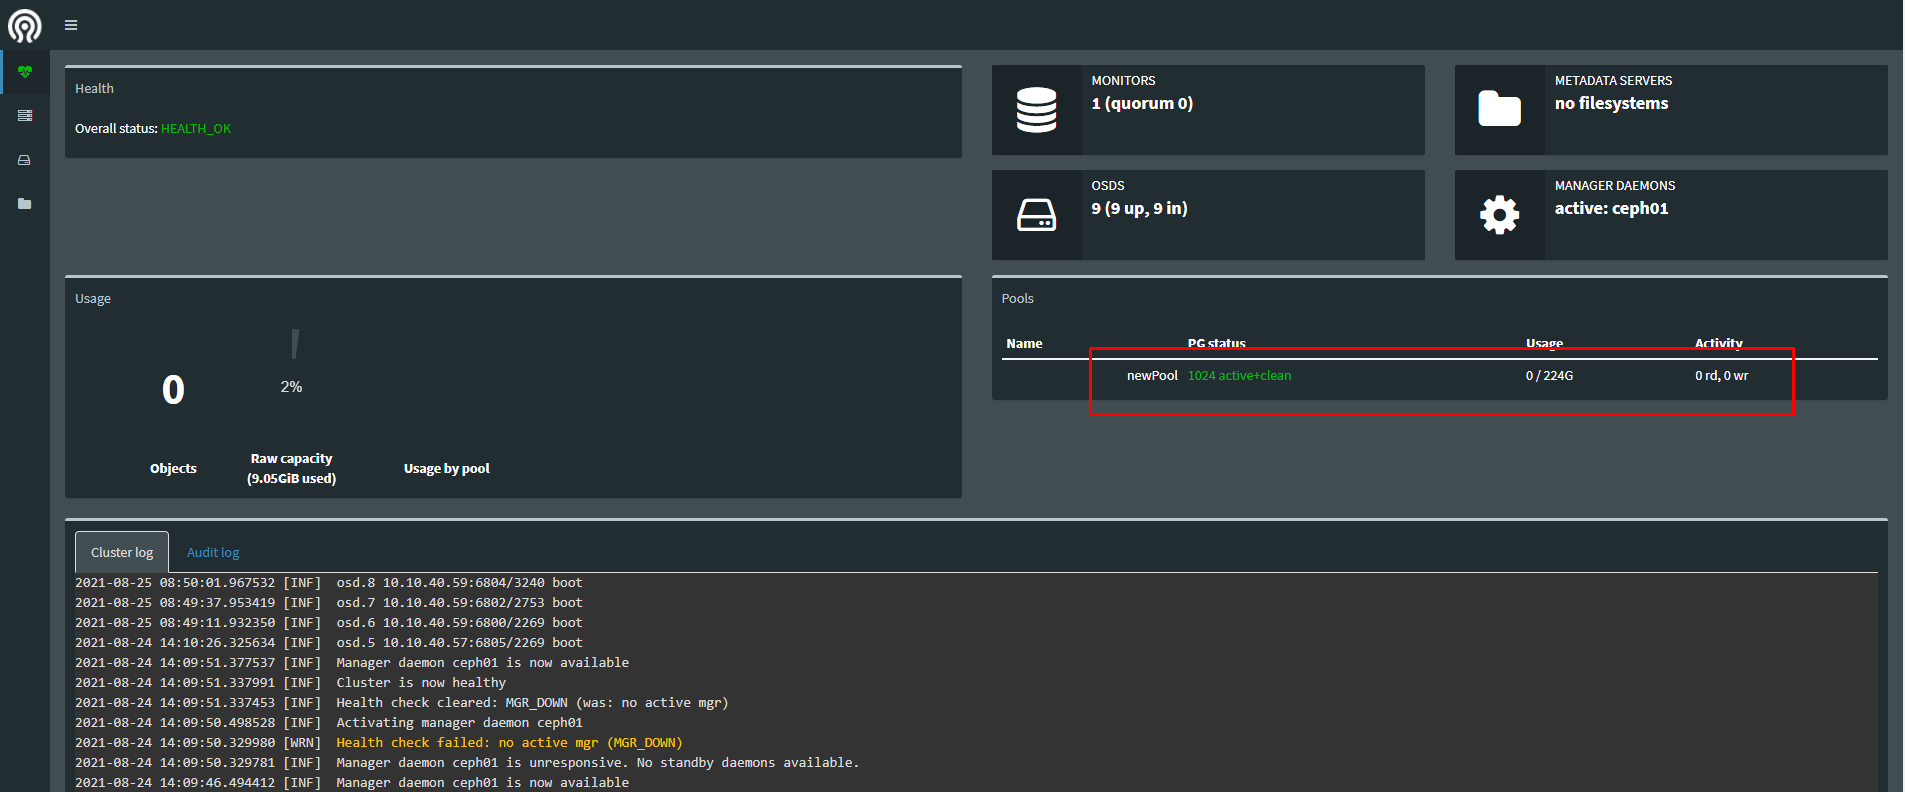 Health
Overall status: HEALTH_OK
MONITORS
1 (quorum 0)
METADATA SERVERS
no filesystems
OSDS
9 (9 up, 9 in)
MANAGER DAEMONS
active: ceph01
Usage
0
2%
Objects
Raw capacity
(9.05GiB used)
Usage by pool
Pools
Name PG status Usage Activity
newPool 1024 active+clean 0 / 224G 0 rd, 0 wr
Cluster log Audit log
2021-08-25 08:50:01.967532 [INF] osd.8 10.10.40.59:6804/3240 boot
2021-08-25 08:49:37.953419 [INF] osd.7 10.10.40.59:6802/2753 boot
2021-08-25 08:49:11.932350 [INF] osd.6 10.10.40.59:6800/2269 boot
2021-08-24 14:10:26.325634 [INF] osd.5 10.10.40.57:6805/2269 boot
2021-08-24 14:09:51.377537 [INF] Manager daemon ceph01 is now available
2021-08-24 14:09:51.337991 [INF] Cluster is now healthy
2021-08-24 14:09:51.337453 [INF] Health check cleared: MGR_DOWN (was: no active mgr)
2021-08-24 14:09:50.498528 [INF] Activating manager daemon ceph01
2021-08-24 14:09:50.329980 [WRN] Health check failed: no active mgr (MGR_DOWN)
2021-08-24 14:09:50.329781 [INF] Manager daemon ceph01 is unresponsive. No standby daemons available.
2021-08-24 14:09:46.494412 [INF] Manager daemon ceph01 is now available